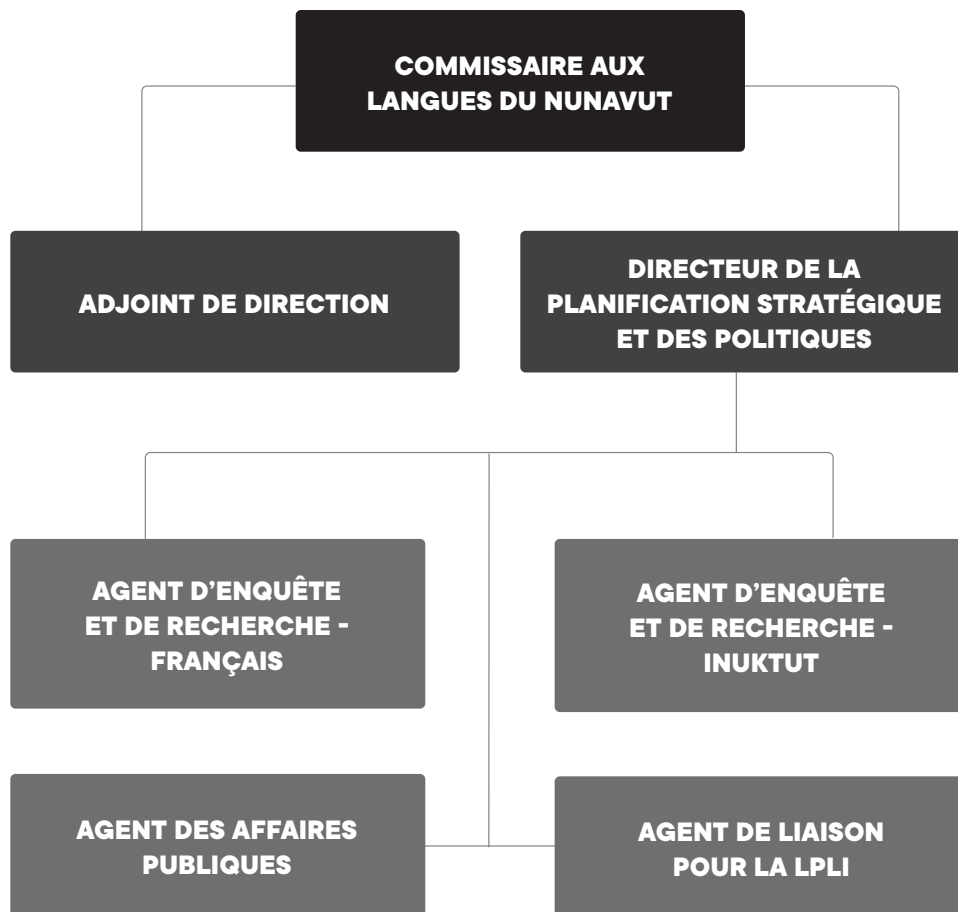 COMMISSAIRE AUX
LANGUES DU NUNAVUT
ADJOINT DE DIRECTION
DIRECTEUR DE LA
PLANIFICATION STRATÉGIQUE
ET DES POLITIQUES
AGENT D’ENQUÊTE
ET DE RECHERCHE -
FRANÇAIS
AGENT D’ENQUÊTE
ET DE RECHERCHE -
INUKTUT
AGENT DES AFFAIRES
PUBLIQUES
AGENT DE LIAISON
POUR LA LPLI